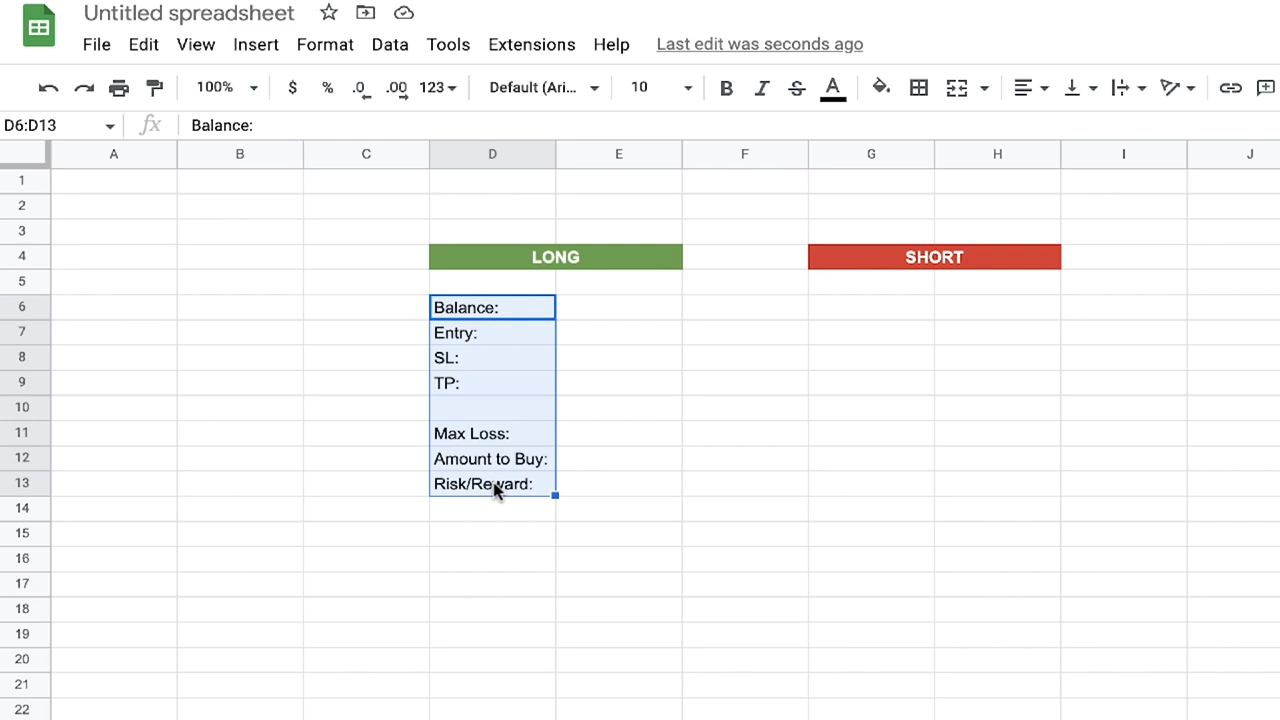 Untitled spreadsheet
File Edit View Insert Format Data Tools Extensions Help Last edit was seconds ago
100% $ % .0 .00 123 Default (Ari... 10 B I S A
D6:D13 fx Balance:
A B C D E F G H I J
1
2
3
4 LONG SHORT
5
6 Balance:
7 Entry:
8 SL:
9 TP:
10
11 Max Loss:
12 Amount to Buy:
13 Risk/Reward:
14
15
16
17
18
19
20
21
22